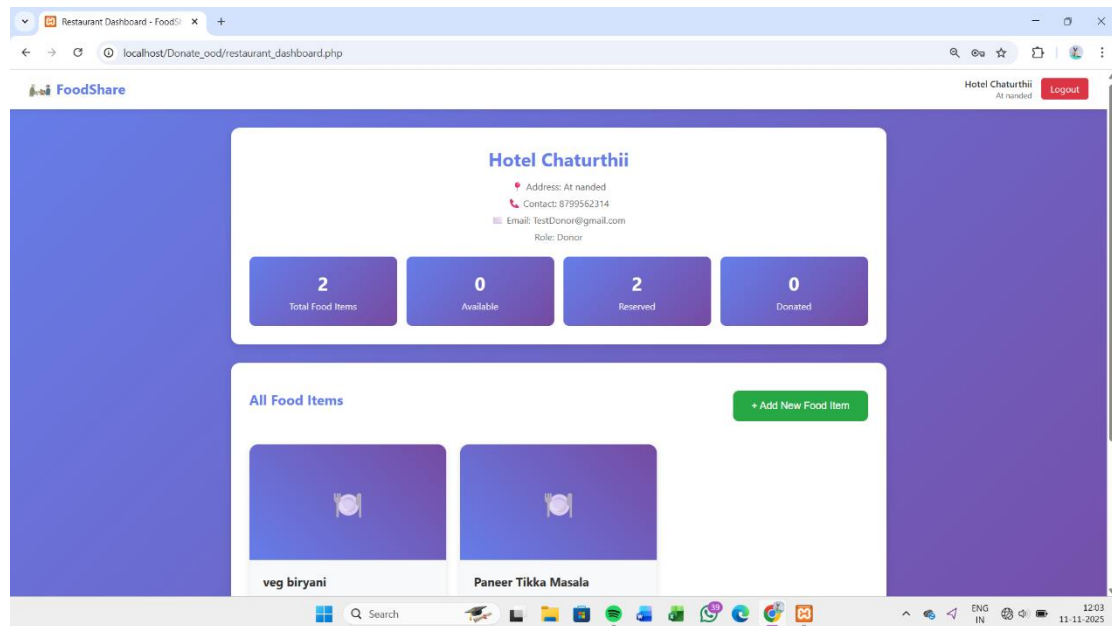 Restaurant Dashboard - FoodSh
localhost/Donate_ood/restaurant_dashboard.php
FoodShare
Hotel Chaturthii
At nanded
Logout
Hotel Chaturthii
Address: At nanded
Contact: 8799562314
Email: TestDonor@gmail.com
Role: Donor
2
Total Food Items
0
Available
2
Reserved
0
Donated
All Food Items
+ Add New Food Item
veg biryani
Paneer Tikka Masala
Search
39
ENG
IN
12:03
11-11-2025